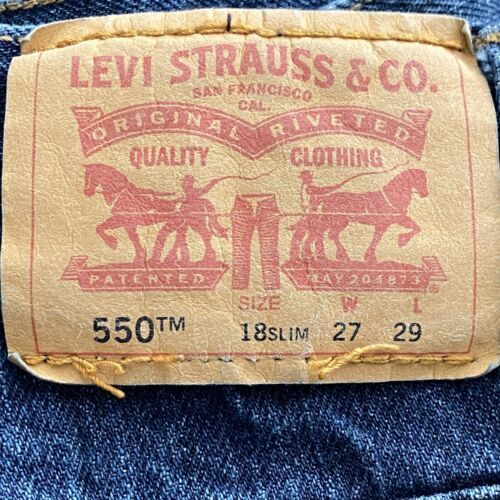 LEVI STRAUSS & CO.
SAN FRANCISCO
CAL.
ORIGINAL RIVETED
QUALITY CLOTHING
PATENTED MAY 20 1873 ®
SIZE W L
550™ 18SLIM 27 29